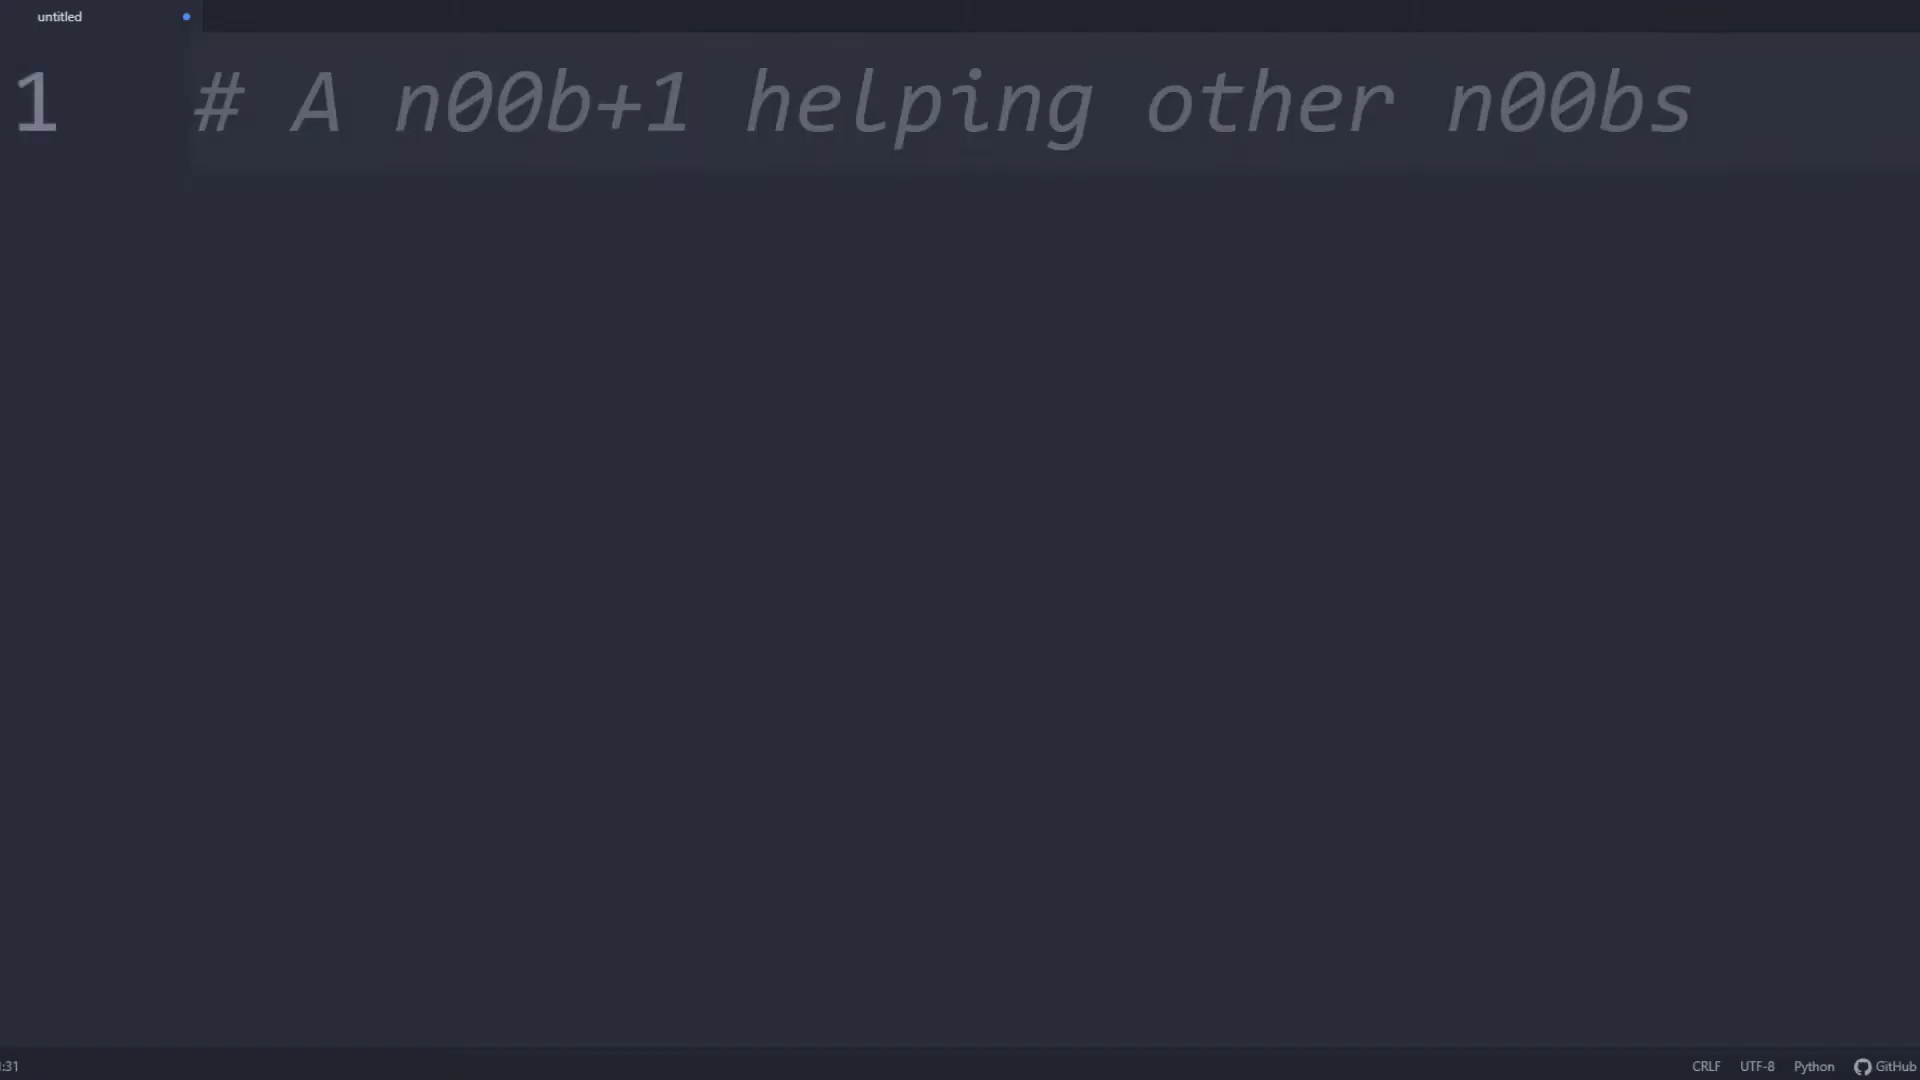 untitled
1 # A n00b+1 helping other n00bs
:31 CRLF UTF-8 Python GitHub